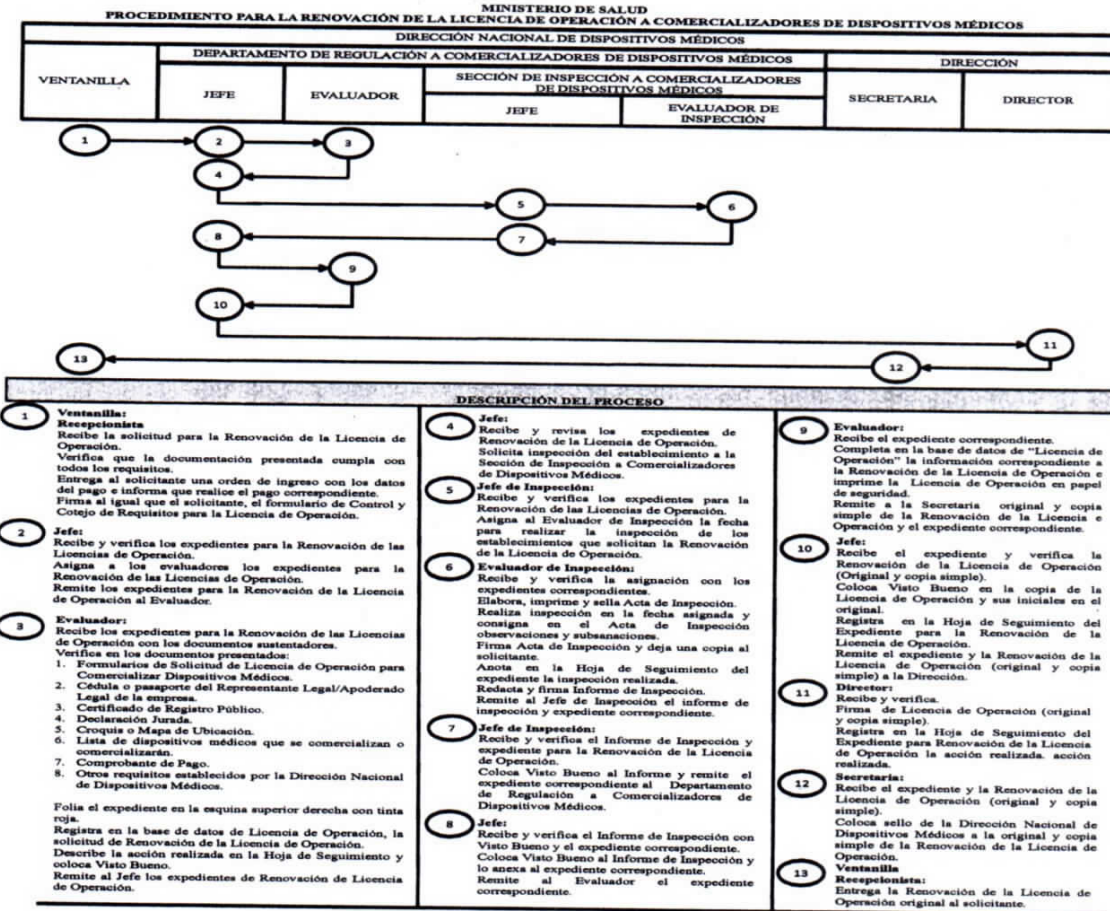 MINISTERIO DE SALUD
PROCEDIMIENTO PARA LA RENOVACIÓN DE LA LICENCIA DE OPERACIÓN A COMERCIALIZADORES DE DISPOSITIVOS MÉDICOS
DIRECCIÓN NACIONAL DE DISPOSITIVOS MÉDICOS
VENTANILLA
DEPARTAMENTO DE REGULACIÓN A COMERCIALIZADORES DE DISPOSITIVOS MÉDICOS
DIRECCIÓN
JEFE
EVALUADOR
SECCIÓN DE INSPECCIÓN A COMERCIALIZADORES
DE DISPOSITIVOS MÉDICOS
JEFE
EVALUADOR DE
INSPECCIÓN
SECRETARIA
DIRECTOR
1
2
3
4
5
6
7
8
9
10
11
12
13
DESCRIPCIÓN DEL PROCESO
1
Ventanilla:
Recepcionista
Recibe la solicitud para la Renovación de la Licencia de
Operación.
Verifica que la documentación presentada cumpla con
todos los requisitos.
Entrega al solicitante una orden de ingreso con los datos
del pago e informa que realice el pago correspondiente.
Firma al igual que el solicitante, el formulario de Control y
Cotejo de Requisitos para la Licencia de Operación.
2
Jefe:
Recibe y verifica los expedientes para la Renovación de las
Licencias de Operación.
Asigna a los evaluadores los expedientes para la
Renovación de las Licencias de Operación.
Remite los expedientes para la Renovación de la Licencia
de Operación al Evaluador.
3
Evaluador:
Recibe los expedientes para la Renovación de las Licencias
de Operación con los documentos sustentadores.
Verifica en los documentos presentados:
1. Formularios de Solicitud de Licencia de Operación para
Comercializar Dispositivos Médicos.
2. Cédula o pasaporte del Representante Legal/Apoderado
Legal de la empresa.
3. Certificado de Registro Público.
4. Declaración Jurada.
5. Croquis o Mapa de Ubicación.
6. Lista de dispositivos médicos que se comercializan o
comercializarán.
7. Comprobante de Pago.
8. Otros requisitos establecidos por la Dirección Nacional
de Dispositivos Médicos.
Folia el expediente en la esquina superior derecha con tinta
roja.
Registra en la base de datos de Licencia de Operación, la
solicitud de Renovación de la Licencia de Operación.
Describe la acción realizada en la Hoja de Seguimiento y
coloca Visto Bueno.
Remite al Jefe los expedientes de Renovación de Licencia
de Operación.
4
Jefe:
Recibe y revisa los expedientes de
Renovación de la Licencia de Operación.
Solicita inspección del establecimiento a la
Sección de Inspección a Comercializadores
de Dispositivos Médicos.
5
Jefe de Inspección:
Recibe y verifica los expedientes para la
Renovación de las Licencias de Operación.
Asigna al Evaluador de Inspección la fecha
para realizar la inspección de los
establecimientos que solicitan la Renovación
de la Licencia de Operación.
6
Evaluador de Inspección:
Recibe y verifica la asignación con los
expedientes correspondientes.
Elabora, imprime y sella Acta de Inspección.
Realiza inspección en la fecha asignada y
consigna en el Acta de Inspección
observaciones y subsanaciones.
Firma Acta de Inspección y deja una copia al
solicitante.
Anota en la Hoja de Seguimiento del
expediente la inspección realizada.
Redacta y firma Informe de Inspección.
Remite al Jefe de Inspección el informe de
inspección y expediente correspondiente.
7
Jefe de Inspección:
Recibe y verifica el Informe de Inspección y
expediente para la Renovación de la Licencia
de Operación.
Coloca Visto Bueno al Informe y remite el
expediente correspondiente al Departamento
de Regulación a Comercializadores de
Dispositivos Médicos.
8
Jefe:
Recibe y verifica el Informe de Inspección con
Visto Bueno y el expediente correspondiente.
Coloca Visto Bueno al Informe de Inspección y
lo anexa al expediente correspondiente.
Remite al Evaluador el expediente
correspondiente.
9
Evaluador:
Recibe el expediente correspondiente.
Completa en la base de datos de "Licencia de
Operación" la información correspondiente a
la Renovación de la Licencia de Operación e
imprime la Licencia de Operación en papel
de seguridad.
Remite a la Secretaria original y copia
simple de la Renovación de la Licencia e
Operación y el expediente correspondiente.
10
Jefe:
Recibe el expediente y verifica la
Renovación de la Licencia de Operación
(Original y copia simple).
Coloca Visto Bueno en la copia de la
Licencia de Operación y sus iniciales en el
original.
Registra en la Hoja de Seguimiento del
Expediente para la Renovación de la
Licencia de Operación.
Remite el expediente y la Renovación de la
Licencia de Operación (original y copia
simple) a la Dirección.
11
Director:
Recibe y verifica.
Firma de Licencia de Operación (original
y copia simple).
Registra en la Hoja de Seguimiento del
Expediente para Renovación de la Licencia
de Operación la acción realizada. acción
realizada.
12
Secretaria:
Recibe el expediente y la Renovación de la
Licencia de Operación (original y copia
simple).
Coloca sello de la Dirección Nacional de
Dispositivos Médicos a la original y copia
simple de la Renovación de la Licencia de
Operación.
13
Ventanilla
Recepcionista:
Entrega la Renovación de la Licencia de
Operación original al solicitante.